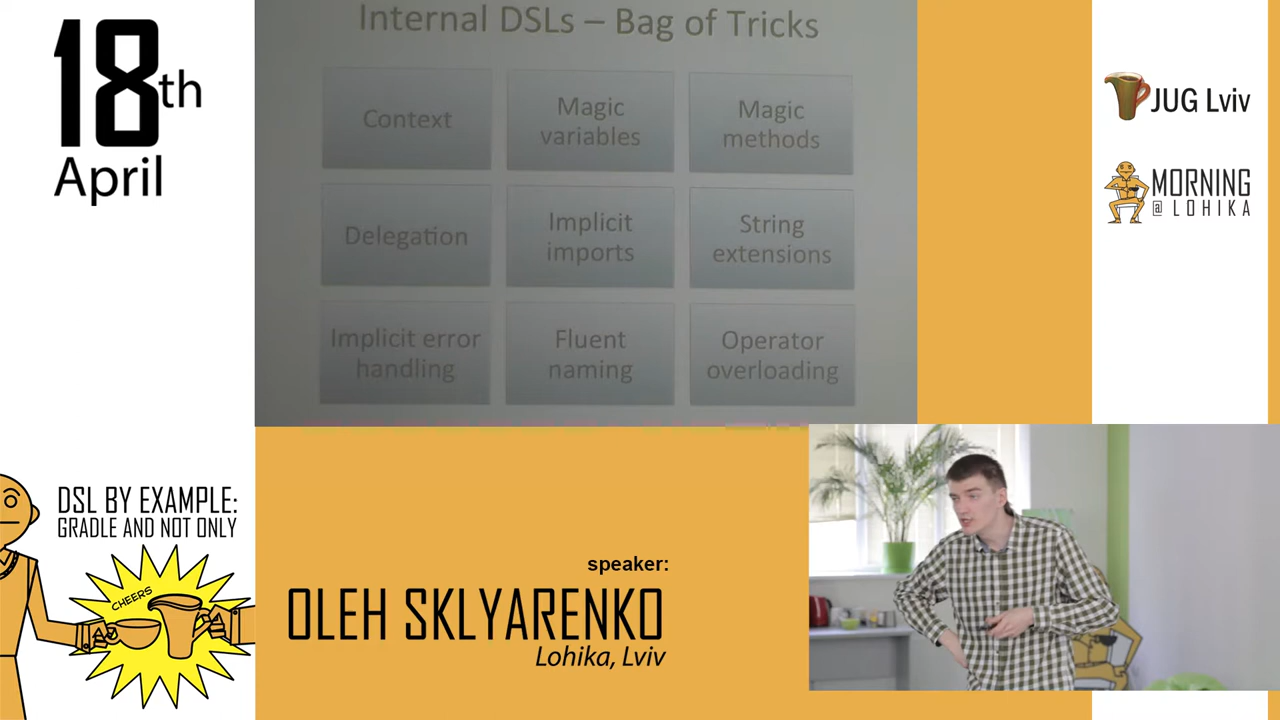 18th
April
Internal DSLs – Bag of Tricks
Context
Magic
variables
Magic
methods
Delegation
Implicit
imports
String
extensions
Implicit error
handling
Fluent
naming
Operator
overloading
JUG Lviv
MORNING
@ LOHIKA
DSL BY EXAMPLE:
GRADLE AND NOT ONLY
CHEERS
speaker:
OLEH SKLYARENKO
Lohika, Lviv